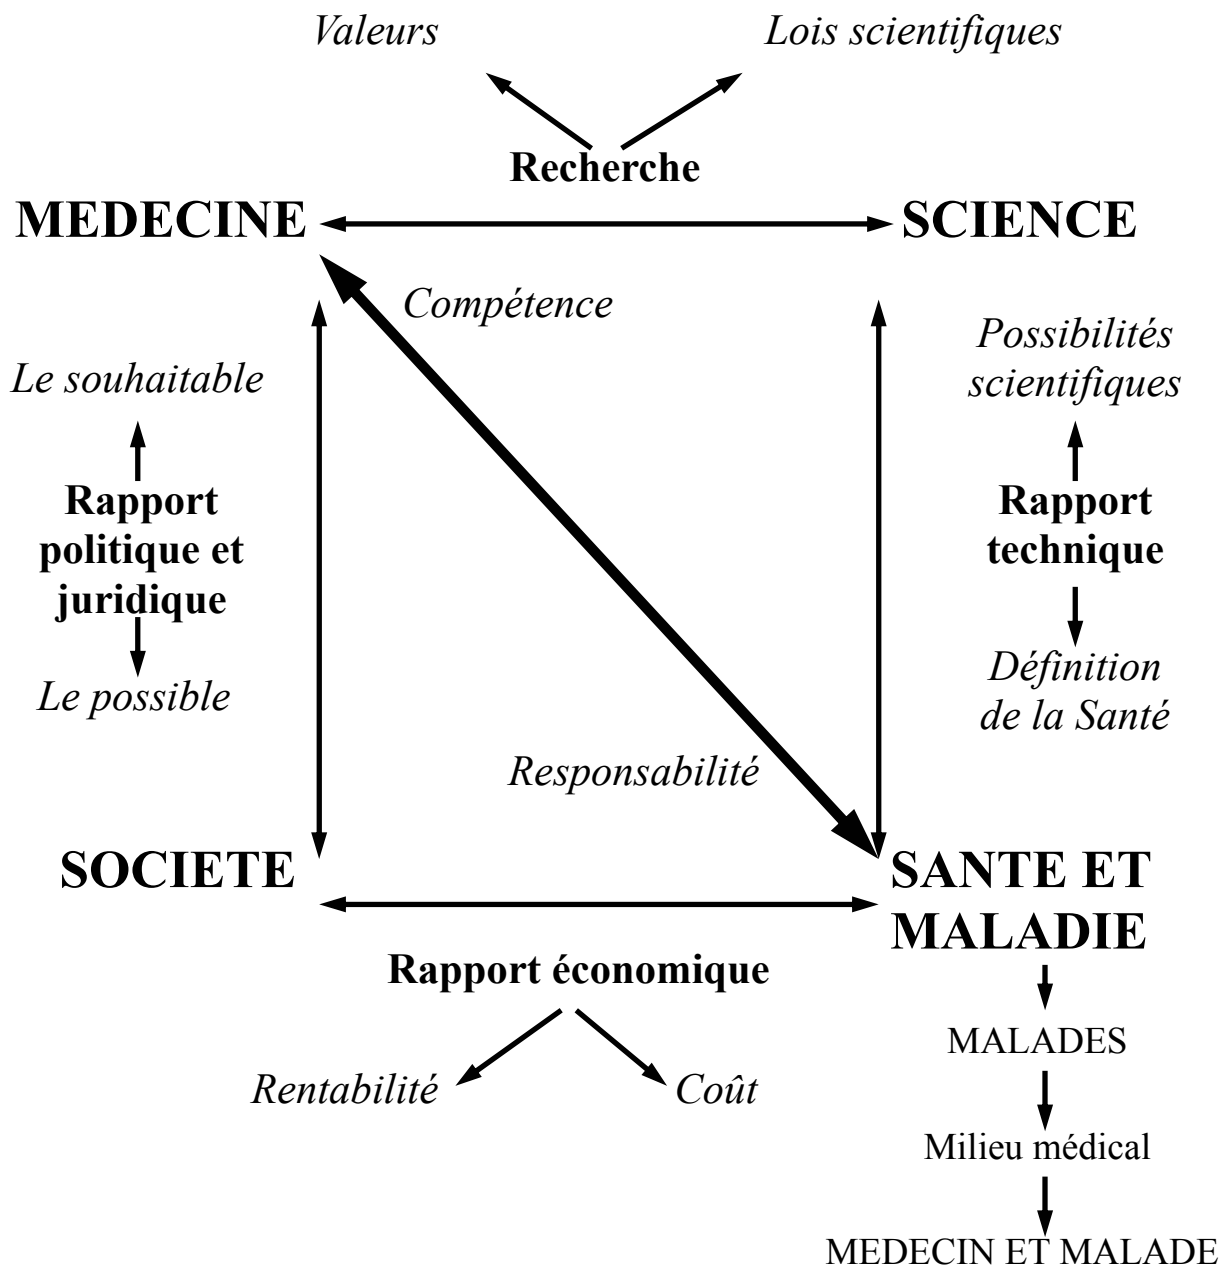 Valeurs
Lois scientifiques
Recherche
MEDECINE
SCIENCE
Compétence
Possibilités
scientifiques
Le souhaitable
Rapport
politique et
juridique
Rapport
technique
Le possible
Définition
de la Santé
Responsabilité
SOCIETE
SANTE ET
MALADIE
Rapport économique
MALADES
Rentabilité
Coût
Milieu médical
MEDECIN ET MALADE